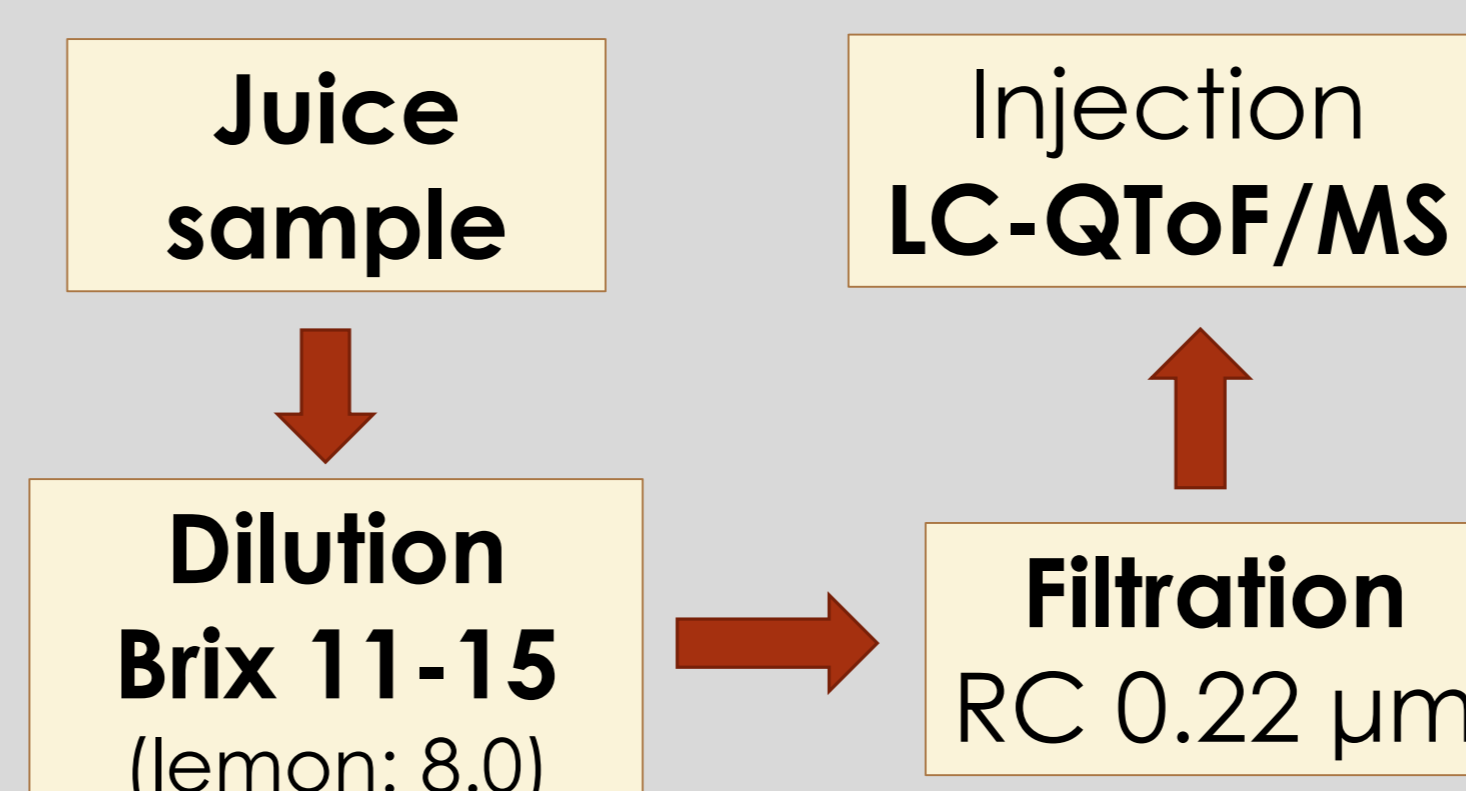 Juice
sample
Dilution
Brix 11-15
(lemon: 8.0)
Filtration
RC 0.22 µm
Injection
LC-QToF/MS